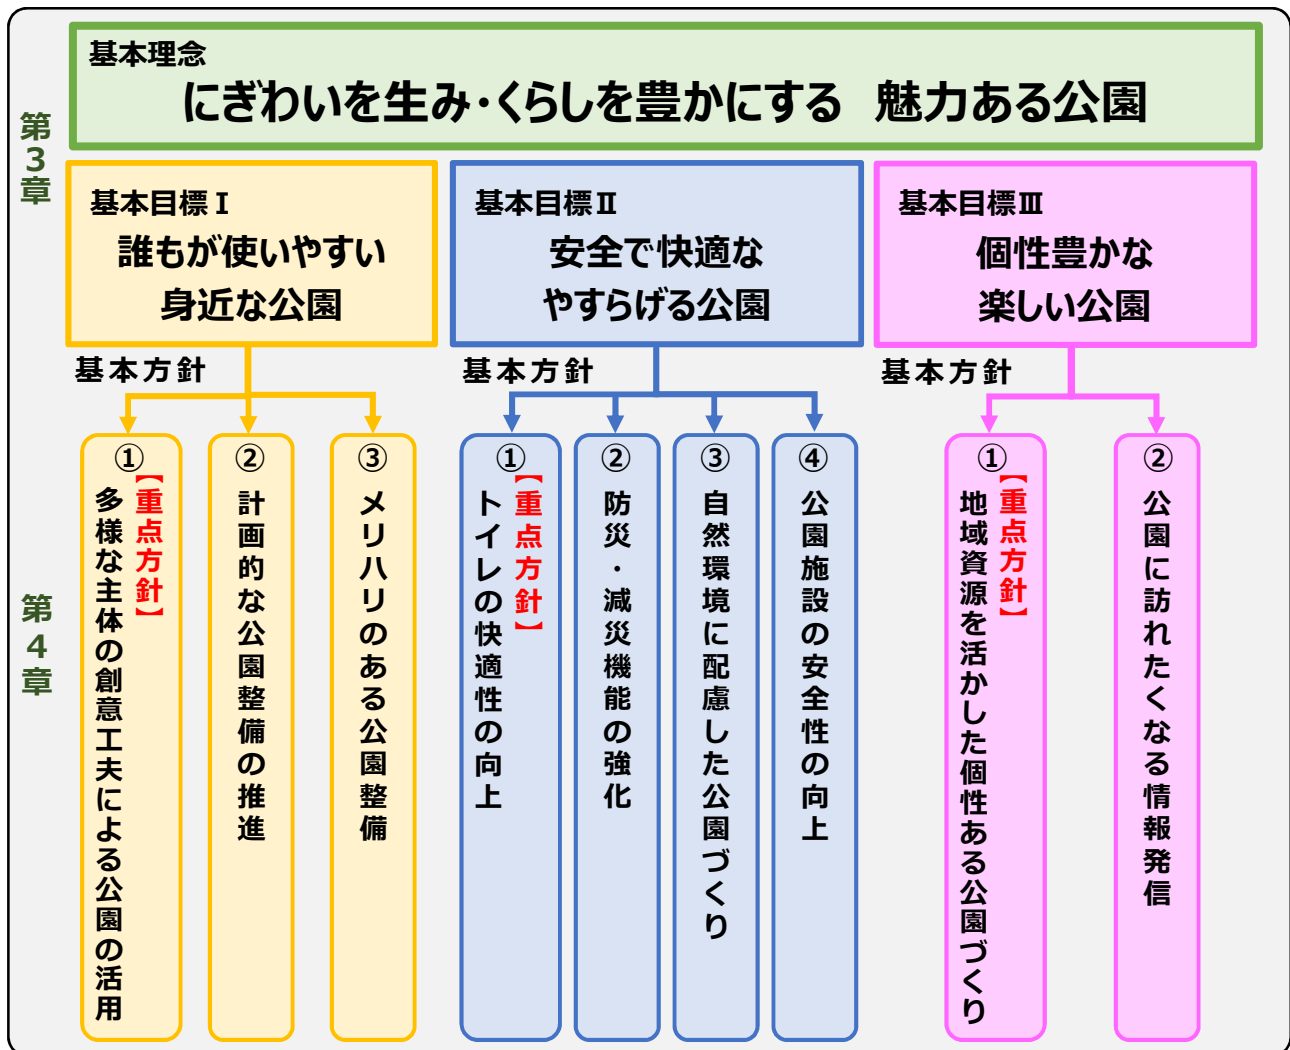 第3章
基本理念
にぎわいを生み・くらしを豊かにする 魅力ある公園
基本目標Ⅰ
誰もが使いやすい
身近な公園
基本目標Ⅱ
安全で快適な
やすらげる公園
基本目標Ⅲ
個性豊かな
楽しい公園
第4章
基本方針
①
【重点方針】
多様な主体の創意工夫による公園の活用
②
計画的な公園整備の推進
③
メリハリのある公園整備
基本方針
①
【重点方針】
トイレの快適性の向上
②
防災・減災機能の強化
③
自然環境に配慮した公園づくり
④
公園施設の安全性の向上
基本方針
①
【重点方針】
地域資源を活かした個性ある公園づくり
②
公園に訪れたくなる情報発信